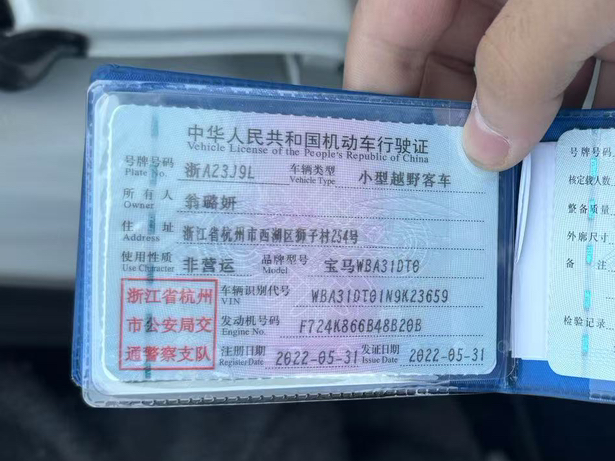 中华人民共和国机动车行驶证
Vehicle License of the People's Republic of China
号牌号码 浙A23J9L 车辆类型 小型越野客车
Plate No. Vehicle Type
所有人 翁璐妍
Owner
住址 浙江省杭州市西湖区狮子村254号
Address
使用性质 非营运 品牌型号 宝马WBA31DT0
Use Character Model
浙江省杭州
市公安局交
通警察支队
车辆识别代号 WBA31DT01N9K23659
VIN
发动机号码 F724K866B48B20B
Engine No.
注册日期 2022-05-31 发证日期 2022-05-31
Register Date Issue Date
号牌号码
核定载人数
整备质量
外廓尺寸
备 注
检验记录